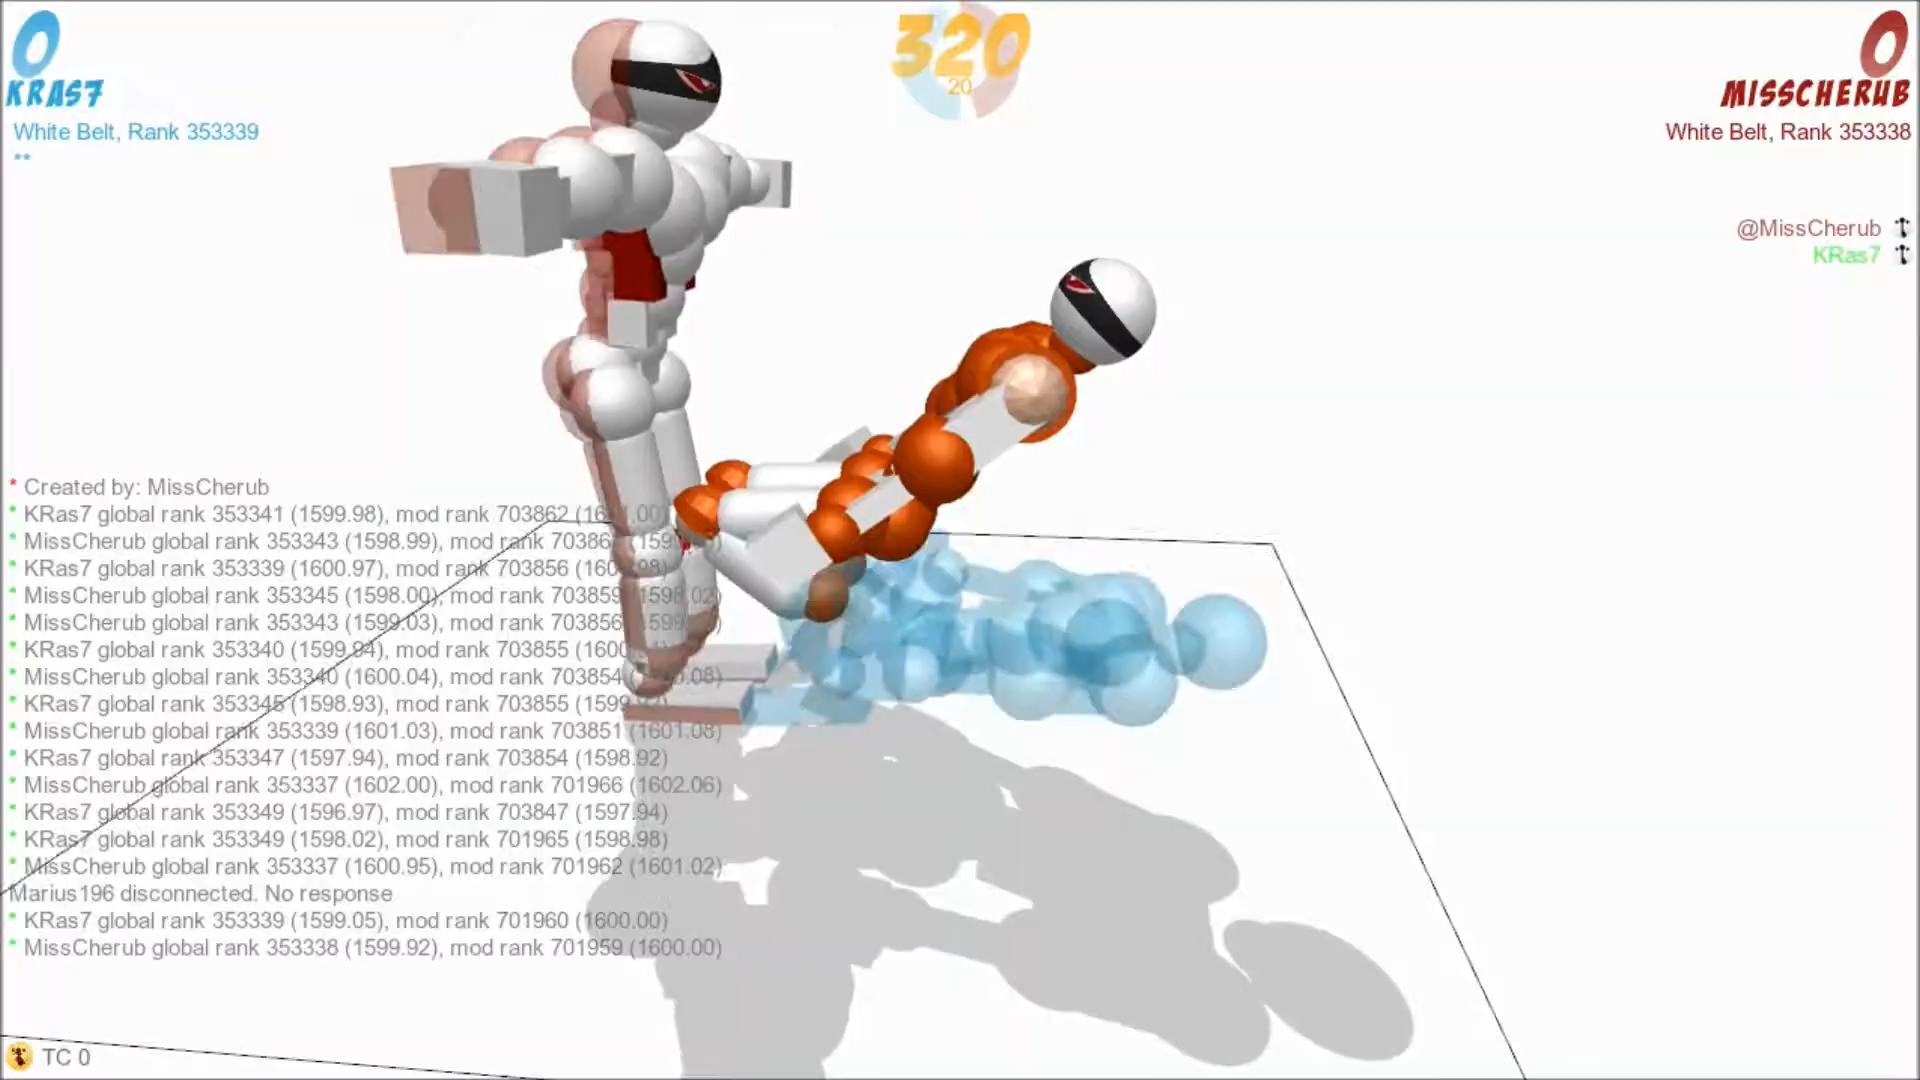 0
KRAS7
White Belt, Rank 353339
**
320
20
0
MISSCHERUB
White Belt, Rank 353338
@MissCherub
KRas7
* Created by: MissCherub
* KRas7 global rank 353341 (1599.98), mod rank 703862
* MissCherub global rank 353343 (1598.99), mod rank
* KRas7 global rank 353339 (1600.97), mod rank 703856
* MissCherub global rank 353345 (1598.00), mod rank 703859 (1598.02)
* MissCherub global rank 353343 (1599.03), mod rank 703856
* KRas7 global rank 353340 (1599.94), mod rank 703855
* MissCherub global rank 353340 (1600.04), mod rank 703854
* KRas7 global rank 353345 (1598.93), mod rank 703855
* MissCherub global rank 353339 (1601.03), mod rank 703851 (1601.08)
* KRas7 global rank 353347 (1597.94), mod rank 703854 (1598.92)
* MissCherub global rank 353337 (1602.00), mod rank 701966 (1602.06)
* KRas7 global rank 353349 (1596.97), mod rank 703847 (1597.94)
* KRas7 global rank 353349 (1598.02), mod rank 701965 (1598.98)
* MissCherub global rank 353337 (1600.95), mod rank 701962 (1601.02)
Marius196 disconnected. No response
* KRas7 global rank 353339 (1599.05), mod rank 701960 (1600.00)
* MissCherub global rank 353338 (1599.92), mod rank 701959 (1600.00)
TC 0